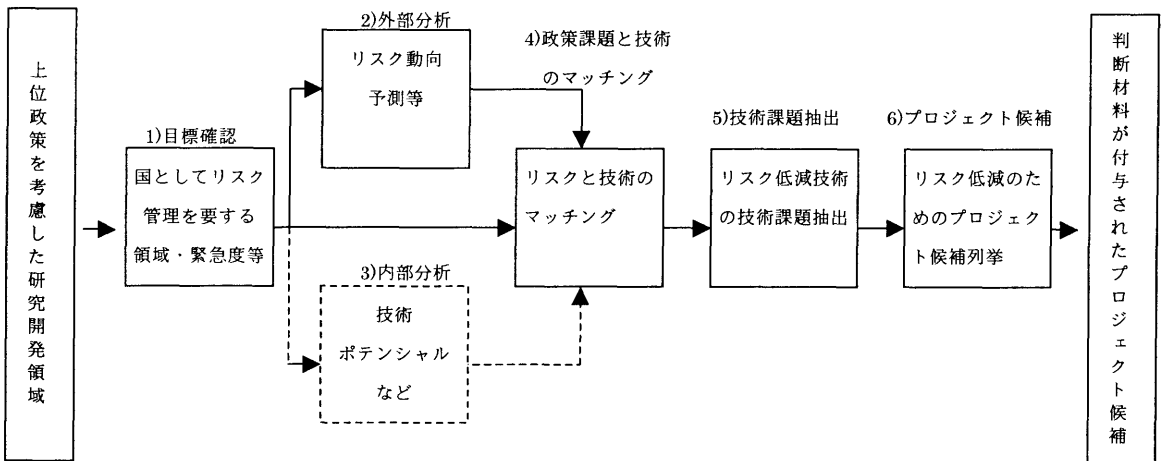 上位政策を考慮した研究開発領域
1)目標確認
国としてリスク
管理を要する
領域・緊急度等
2)外部分析
リスク動向
予測等
3)内部分析
技術
ポテンシャル
など
4)政策課題と技術
のマッチング
リスクと技術の
マッチング
5)技術課題抽出
リスク低減技術
の技術課題抽出
6)プロジェクト候補
リスク低減のた
めのプロジェク
ト候補列挙
判断材料が付与されたプロジェクト候補